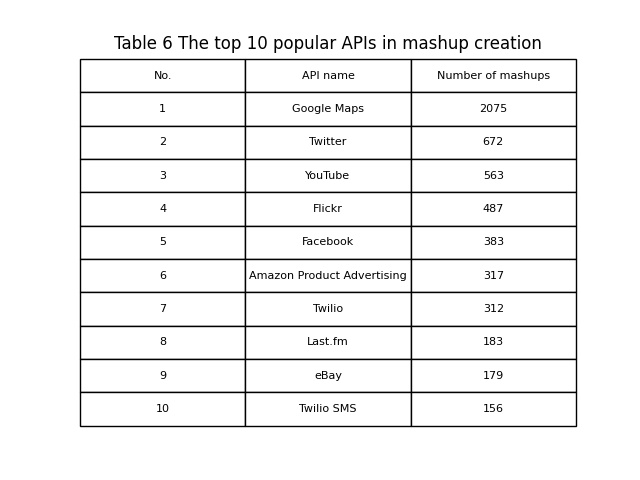 Table 6 The top 10 popular APIs in mashup creation
No. API name Number of mashups
1 Google Maps 2075
2 Twitter 672
3 YouTube 563
4 Flickr 487
5 Facebook 383
6 Amazon Product Advertising 317
7 Twilio 312
8 Last.fm 183
9 eBay 179
10 Twilio SMS 156